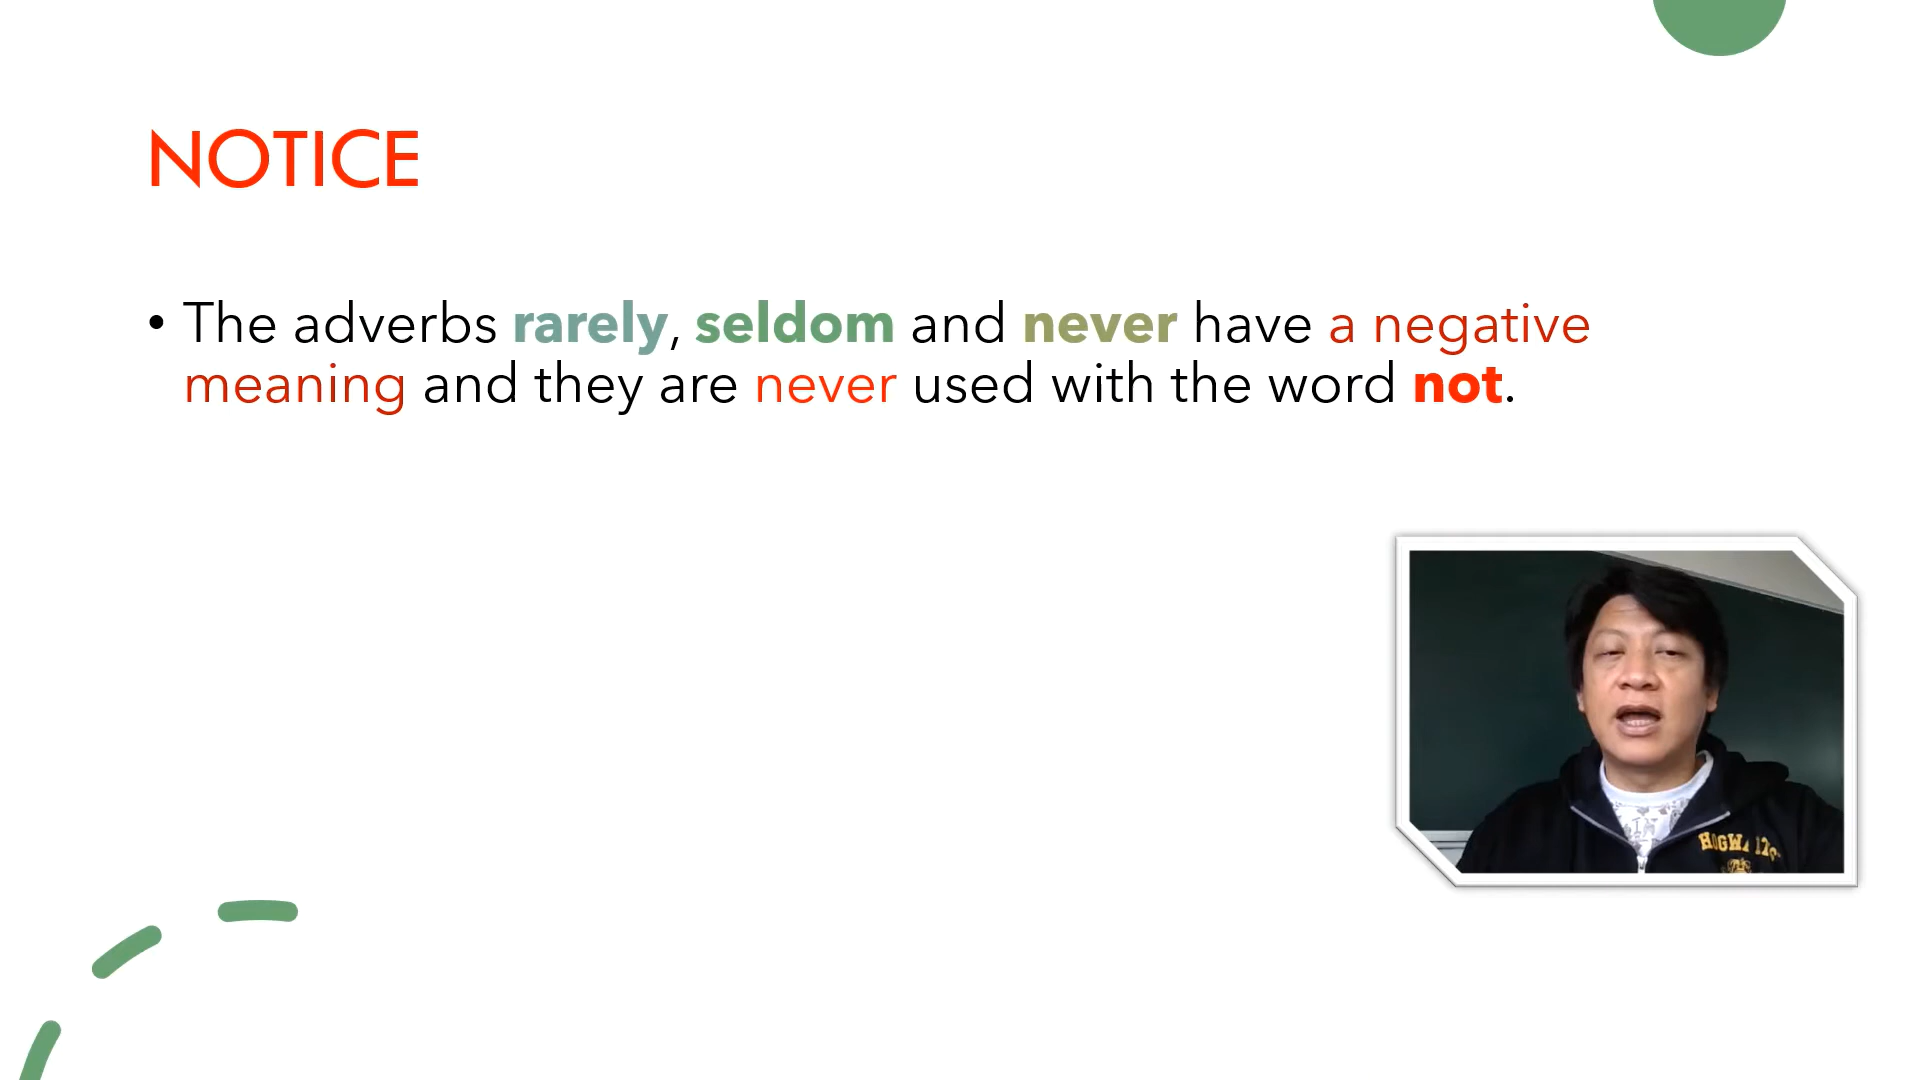 NOTICE
• The adverbs rarely, seldom and never have a negative
meaning and they are never used with the word not.